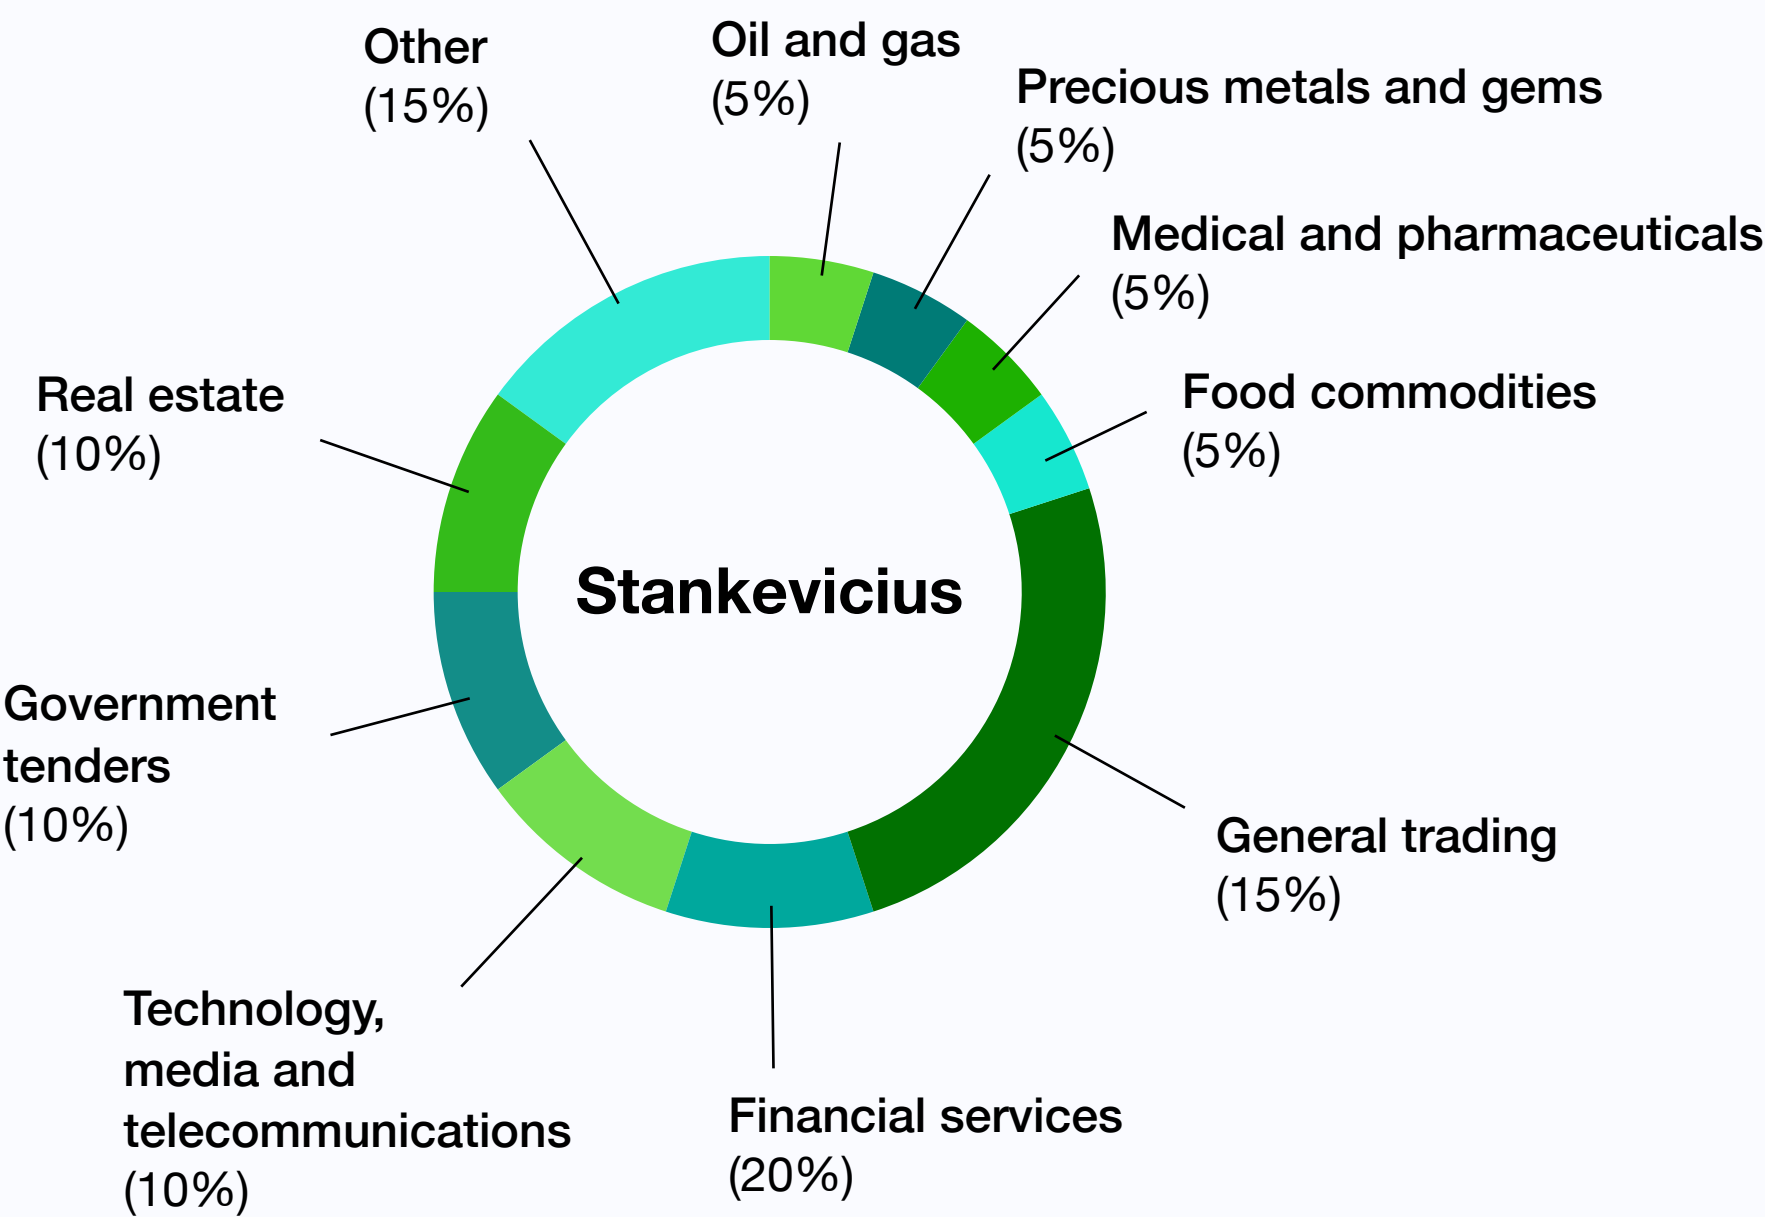 Other
(15%)
Oil and gas
(5%)
Precious metals and gems
(5%)
Medical and pharmaceuticals
(5%)
Food commodities
(5%)
Real estate
(10%)
Stankevicius
Government
tenders
(10%)
General trading
(15%)
Technology,
media and
telecommunications
(10%)
Financial services
(20%)